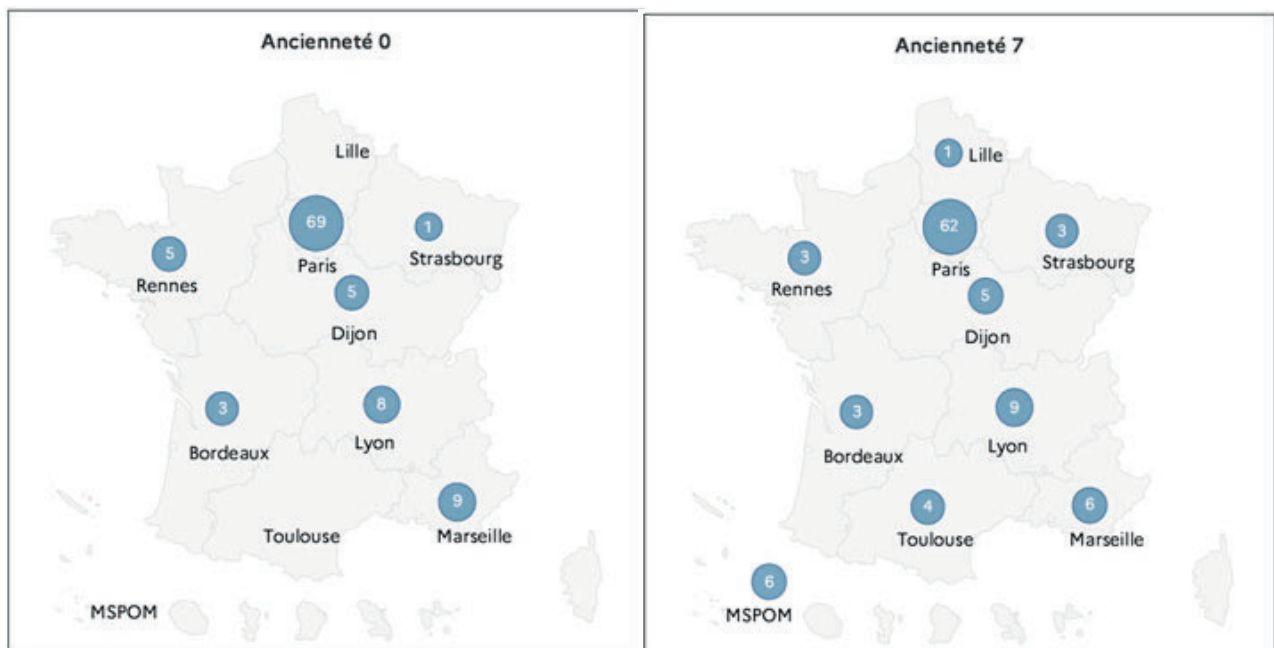 Ancienneté 0
Lille
69
1
5
Paris
Strasbourg
Rennes
5
Dijon
3
8
Bordeaux
Lyon
9
Toulouse
Marseille
MSPOM
Ancienneté 7
1
Lille
62
3
3
Paris
Strasbourg
Rennes
5
Dijon
3
9
Bordeaux
Lyon
4
6
Toulouse
Marseille
6
MSPOM